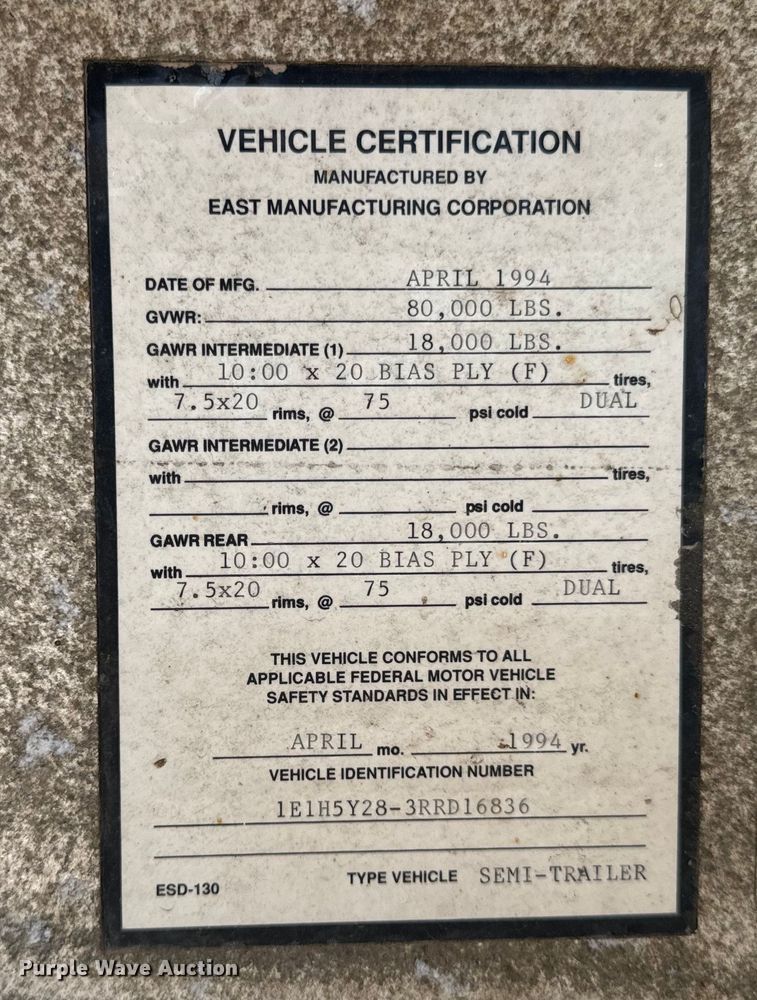 VEHICLE CERTIFICATION
MANUFACTURED BY
EAST MANUFACTURING CORPORATION
DATE OF MFG. APRIL 1994
GVWR: 80,000 LBS.
GAWR INTERMEDIATE (1) 18,000 LBS.
with 10:00 x 20 BIAS PLY (F) tires,
7.5x20 rims, @ 75 psi cold DUAL
GAWR INTERMEDIATE (2)
with tires,
rims, @ psi cold
GAWR REAR 18,000 LBS.
with 10:00 x 20 BIAS PLY (F) tires,
7.5x20 rims, @ 75 psi cold DUAL
THIS VEHICLE CONFORMS TO ALL
APPLICABLE FEDERAL MOTOR VEHICLE
SAFETY STANDARDS IN EFFECT IN:
APRIL mo. 1994 yr.
VEHICLE IDENTIFICATION NUMBER
1E1H5Y28-3RRD16836
ESD-130 TYPE VEHICLE SEMI-TRAILER
Purple Wave Auction